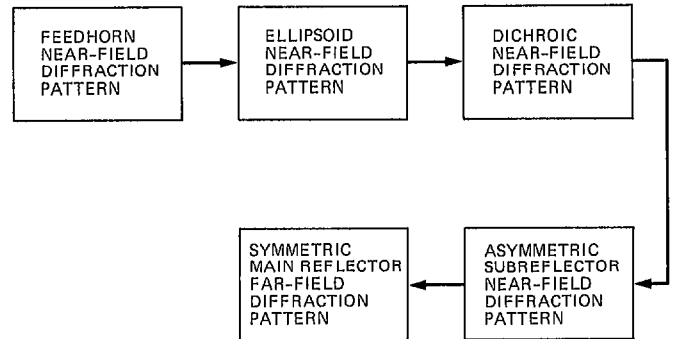 FEEDHORN
NEAR-FIELD
DIFFRACTION
PATTERN
ELLIPSOID
NEAR-FIELD
DIFFRACTION
PATTERN
DICHROIC
NEAR-FIELD
DIFFRACTION
PATTERN
ASYMMETRIC
SUBREFLECTOR
NEAR-FIELD
DIFFRACTION
PATTERN
SYMMETRIC
MAIN REFLECTOR
FAR-FIELD
DIFFRACTION
PATTERN